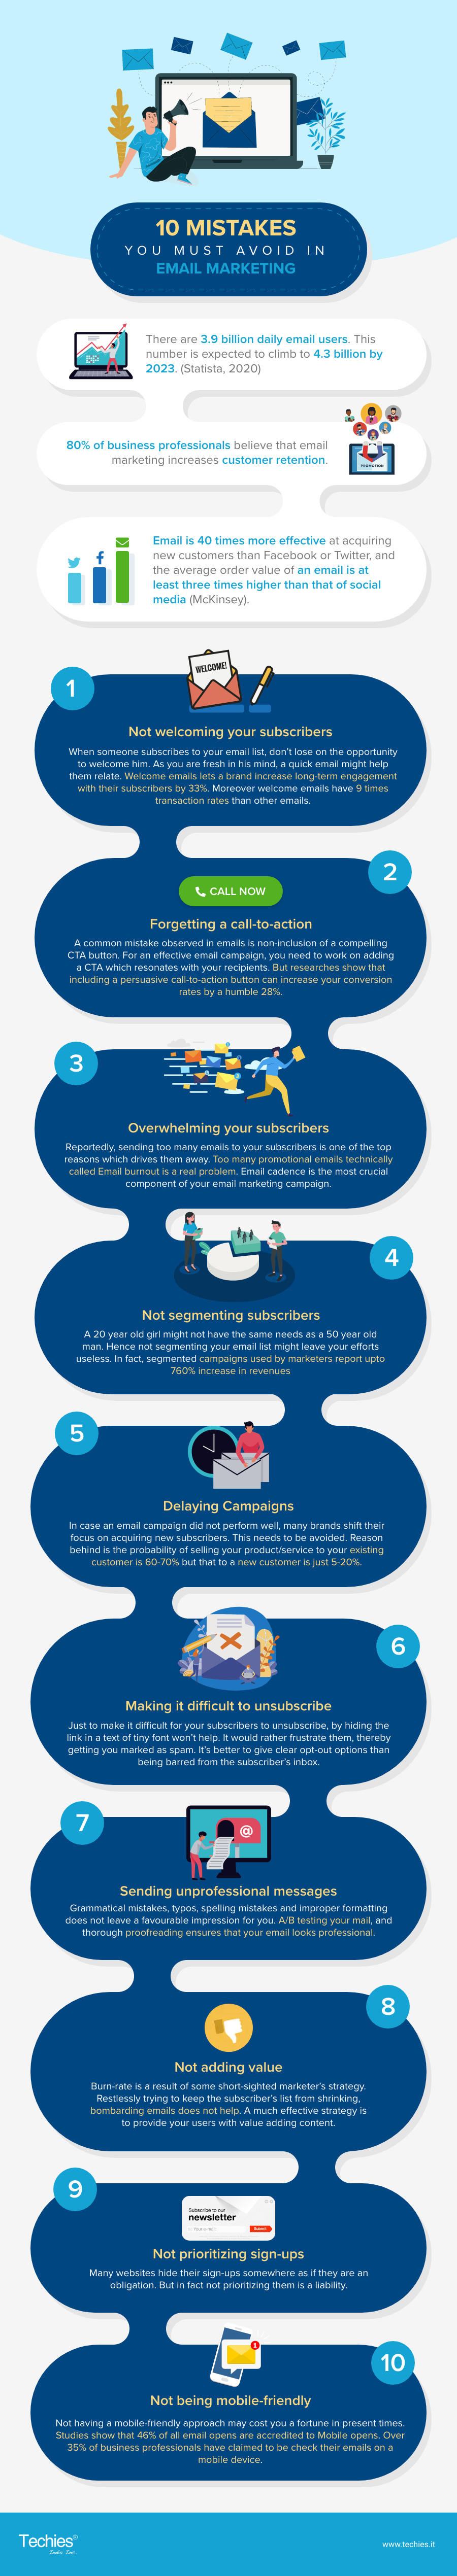 10 MISTAKES
YOU MUST AVOID IN
EMAIL MARKETING
There are 3.9 billion daily email users. This
number is expected to climb to 4.3 billion by
2023. (Statista, 2020)
80% of business professionals believe that email
marketing increases customer retention.
PROMOTION
Email is 40 times more effective at acquiring
new customers than Facebook or Twitter, and
the average order value of an email is at
least three times higher than that of social
media (McKinsey).
1
WELCOME!
Not welcoming your subscribers
When someone subscribes to your email list, don't lose on the opportunity
to welcome him. As you are fresh in his mind, a quick email might help
them relate. Welcome emails lets a brand increase long-term engagement
with their subscribers by 33%. Moreover welcome emails have 9 times
transaction rates than other emails.
2
CALL NOW
Forgetting a call-to-action
A common mistake observed in emails is non-inclusion of a compelling
CTA button. For an effective email campaign, you need to work on adding
a CTA which resonates with your recipients. But researches show that
including a persuasive call-to-action button can increase your conversion
rates by a humble 28%.
3
Overwhelming your subscribers
Reportedly, sending too many emails to your subscribers is one of the top
reasons which drives them away. Too many promotional emails technically
called Email burnout is a real problem. Email cadence is the most crucial
component of your email marketing campaign.
4
Not segmenting subscribers
A 20 year old girl might not have the same needs as a 50 year old
man. Hence not segmenting your email list might leave your efforts
useless. In fact, segmented campaigns used by marketers report upto
760% increase in revenues
5
Delaying Campaigns
In case an email campaign did not perform well, many brands shift their
focus on acquiring new subscribers. This needs to be avoided. Reason
behind is the probability of selling your product/service to your existing
customer is 60-70% but that to a new customer is just 5-20%.
6
Making it difficult to unsubscribe
Just to make it difficult for your subscribers to unsubscribe, by hiding the
link in a text of tiny font won't help. It would rather frustrate them, thereby
getting you marked as spam. It's better to give clear opt-out options than
being barred from the subscriber's inbox.
7
@
Sending unprofessional messages
Grammatical mistakes, typos, spelling mistakes and improper formatting
does not leave a favourable impression for you. A/B testing your mail, and
thorough proofreading ensures that your email looks professional.
8
Not adding value
Burn-rate is a result of some short-sighted marketer's strategy.
Restlessly trying to keep the subscriber's list from shrinking,
bombarding emails does not help. A much effective strategy is
to provide your users with value adding content.
9
Subscribe to our
newsletter
Your e-mail
Submit
Not prioritizing sign-ups
Many websites hide their sign-ups somewhere as if they are an
obligation. But in fact not prioritizing them is a liability.
10
1
Not being mobile-friendly
Not having a mobile-friendly approach may cost you a fortune in present times.
Studies show that 46% of all email opens are accredited to Mobile opens. Over
35% of business professionals have claimed to be check their emails on a
mobile device.
Techies®
India Inc.
www.techies.it